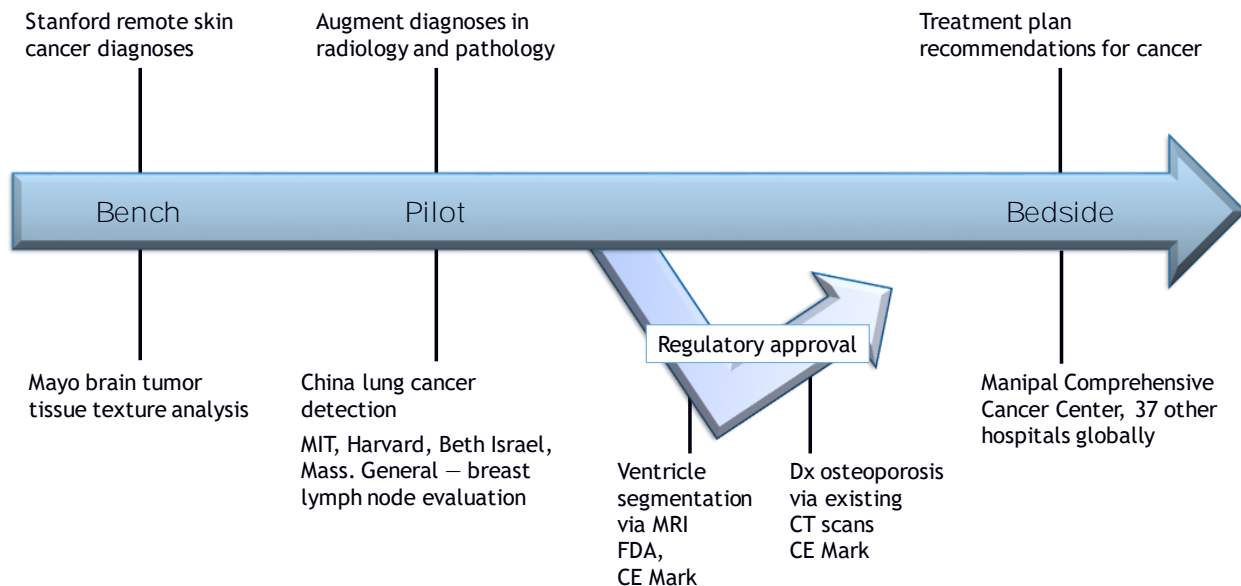 Stanford remote skin
cancer diagnoses
Augment diagnoses in
radiology and pathology
Treatment plan
recommendations for cancer
Bench
Pilot
Bedside
Regulatory approval
Mayo brain tumor
tissue texture analysis
China lung cancer
detection
MIT, Harvard, Beth Israel,
Mass. General — breast
lymph node evaluation
Ventricle
segmentation
via MRI
FDA,
CE Mark
Dx osteoporosis
via existing
CT scans
CE Mark
Manipal Comprehensive
Cancer Center, 37 other
hospitals globally